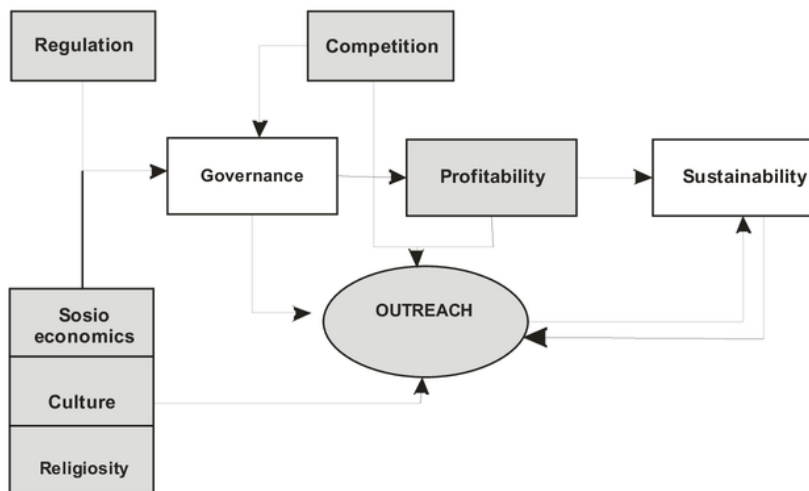 Regulation
Competition
Governance
Profitability
Sustainability
Sosio
economics
OUTREACH
Culture
Religiosity